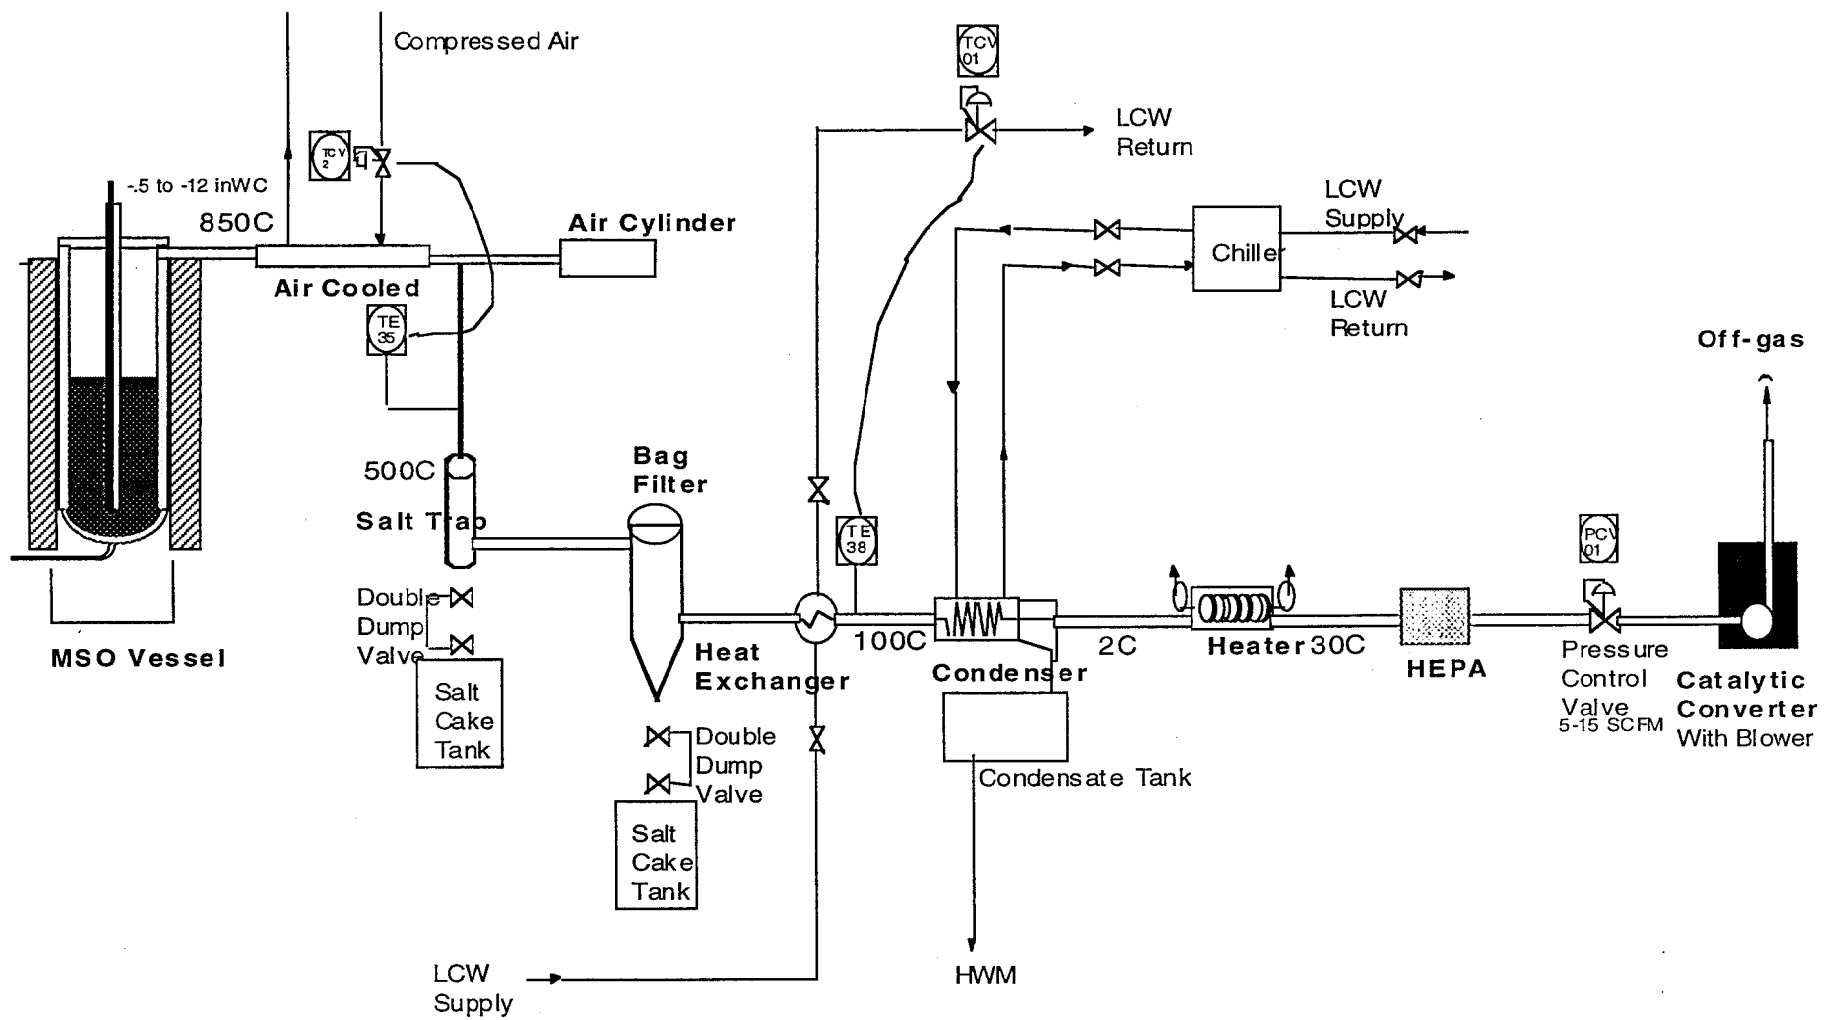 Compressed Air
TCV
01
LCW
Return
TCV
2
-.5 to -12 inWC
850C
Air Cylinder
LCW
Supply
Chiller
Air Cooled
LCW
Return
TE
35
Off-gas
Bag
Filter
500C
Salt Trap
TE
38
PCV
01
Double
Dump
Valve
MSO Vessel
Heat
Exchanger
100C
Condenser
2C
Heater 30C
HEPA
Pressure
Control
Valve
5-15 SCFM
Catalytic
Converter
With Blower
Salt
Cake
Tank
Double
Dump
Valve
Condensate Tank
Salt
Cake
Tank
LCW
Supply
HWM